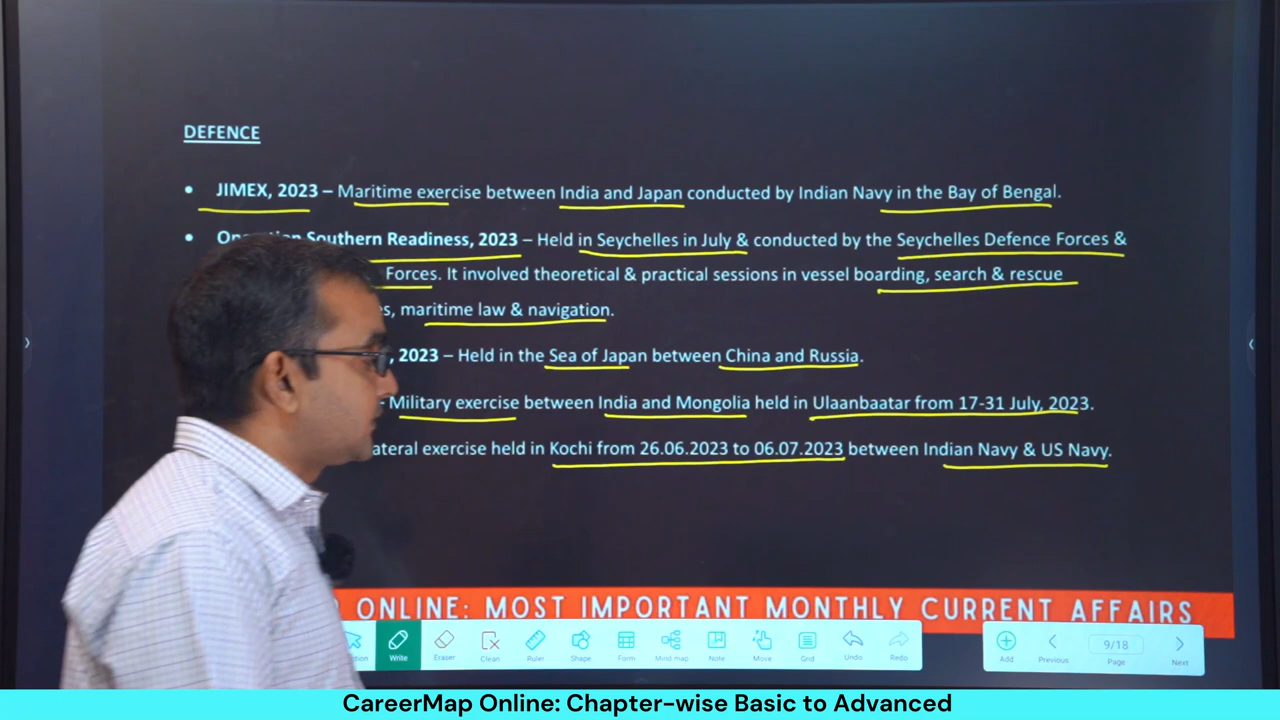 DEFENCE
• JIMEX, 2023 – Maritime exercise between India and Japan conducted by Indian Navy in the Bay of Bengal.
• Operation Southern Readiness, 2023 – Held in Seychelles in July & conducted by the Seychelles Defence Forces &
Forces. It involved theoretical & practical sessions in vessel boarding, search & rescue
maritime law & navigation.
, 2023 – Held in the Sea of Japan between China and Russia.
- Military exercise between India and Mongolia held in Ulaanbaatar from 17-31 July, 2023.
exercise held in Kochi from 26.06.2023 to 06.07.2023 between Indian Navy & US Navy.
ONLINE: MOST IMPORTANT MONTHLY CURRENT AFFAIRS
Write Eraser Clean Ruler Shape Form Mind map Note Move Grid Undo Redo Add Previous 9/18 Page Next
CareerMap Online: Chapter-wise Basic to Advanced